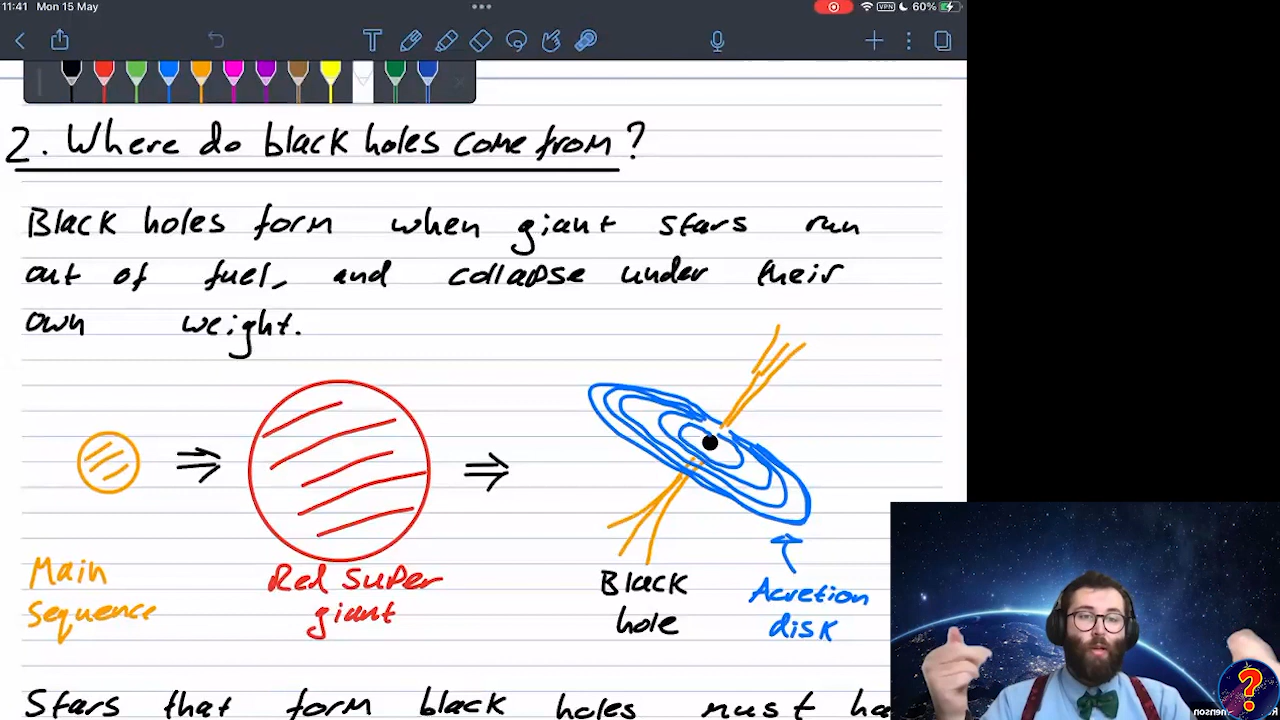 11:41 Mon 15 May
VPN 60%
T
2. Where do black holes come from?
Black holes form when giant stars run
out of fuel, and collapse under their
own weight.
Main
sequence
Red super
giant
Black
hole
Acretion
disk
Stars that form black holes must ha
?